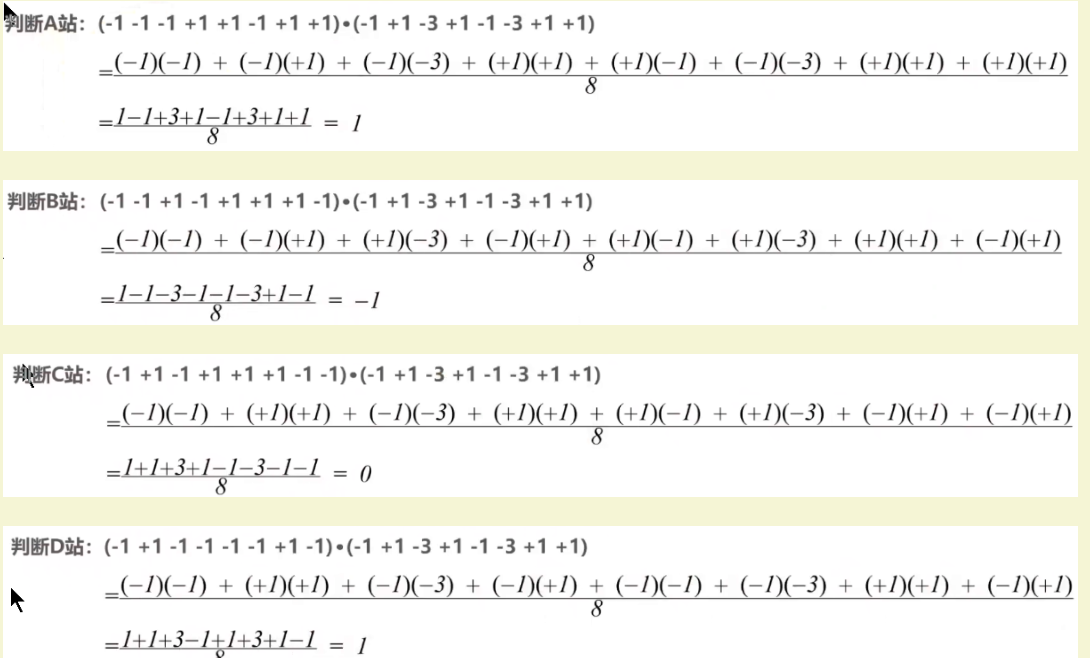 判断A站：(-1 -1 -1 +1 +1 -1 +1 +1)•(-1 +1 -3 +1 -1 -3 +1 +1)
=(−1)(−1) + (−1)(+1) + (−1)(−3) + (+1)(+1) + (+1)(−1) + (−1)(−3) + (+1)(+1) + (+1)(+1)
8
=1−1+3+1−1+3+1+1 = 1
8
判断B站：(-1 -1 +1 -1 +1 +1 +1 -1)•(-1 +1 -3 +1 -1 -3 +1 +1)
=(−1)(−1) + (−1)(+1) + (+1)(−3) + (−1)(+1) + (+1)(−1) + (+1)(−3) + (+1)(+1) + (−1)(+1)
8
=1−1−3−1−1−3+1−1 = −1
8
判断C站：(-1 +1 -1 +1 +1 +1 -1 -1)•(-1 +1 -3 +1 -1 -3 +1 +1)
=(−1)(−1) + (+1)(+1) + (−1)(−3) + (+1)(+1) + (+1)(−1) + (+1)(−3) + (−1)(+1) + (−1)(+1)
8
=1+1+3+1−1−3−1−1 = 0
8
判断D站：(-1 +1 -1 -1 -1 -1 +1 -1)•(-1 +1 -3 +1 -1 -3 +1 +1)
=(−1)(−1) + (+1)(+1) + (−1)(−3) + (−1)(+1) + (−1)(−1) + (−1)(−3) + (+1)(+1) + (−1)(+1)
8
=1+1+3−1+1+3+1−1 = 1
8